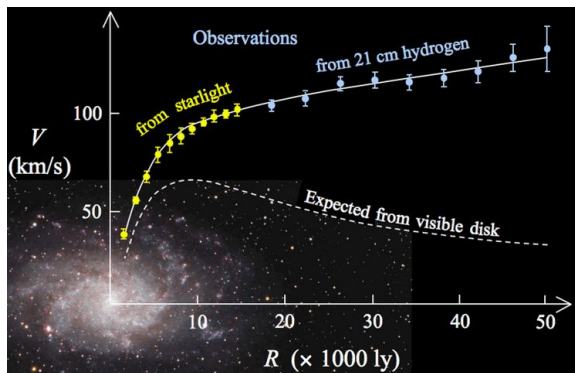 Observations
from 21 cm hydrogen
from starlight
100
V
(km/s)
50
Expected from visible disk
10
20
30
40
50
R (× 1000 ly)